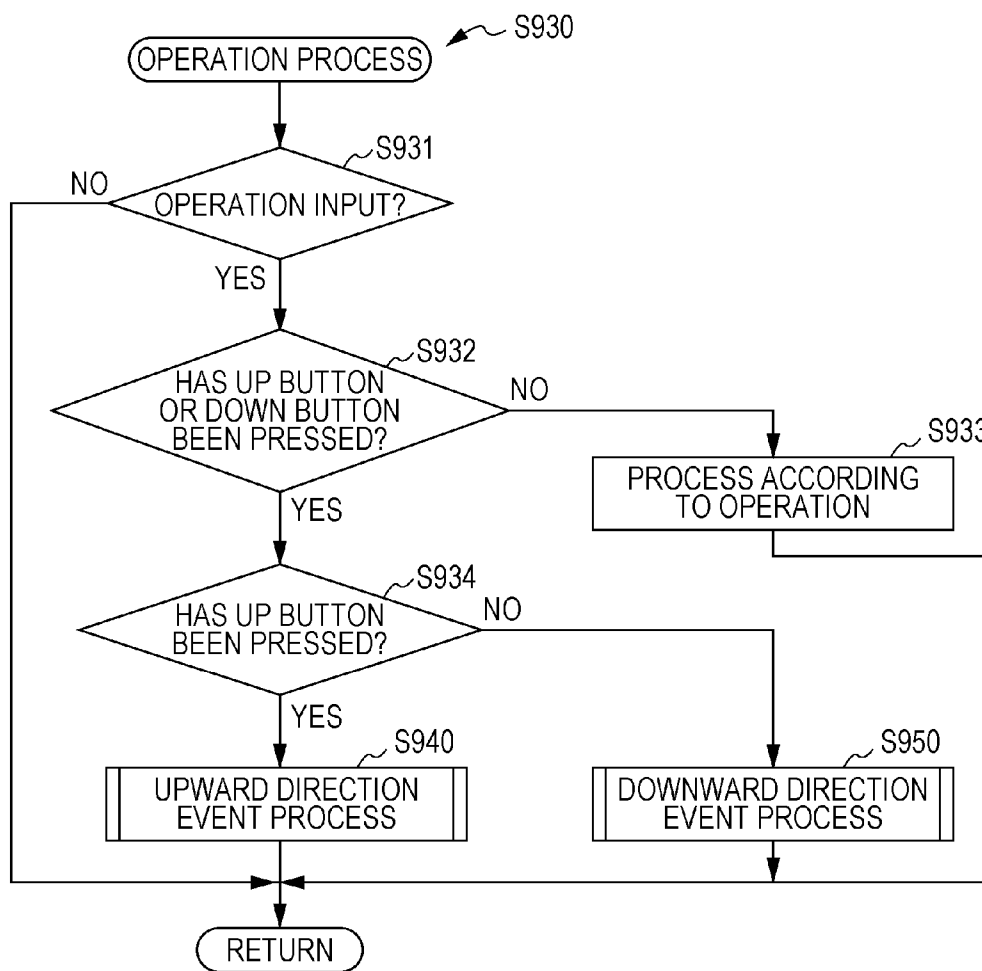 S930
OPERATION PROCESS
S931
NO
OPERATION INPUT?
YES
S932
HAS UP BUTTON
OR DOWN BUTTON
BEEN PRESSED?
NO
S933
PROCESS ACCORDING
TO OPERATION
YES
S934
HAS UP BUTTON
BEEN PRESSED?
NO
YES
S940
UPWARD DIRECTION
EVENT PROCESS
S950
DOWNWARD DIRECTION
EVENT PROCESS
RETURN